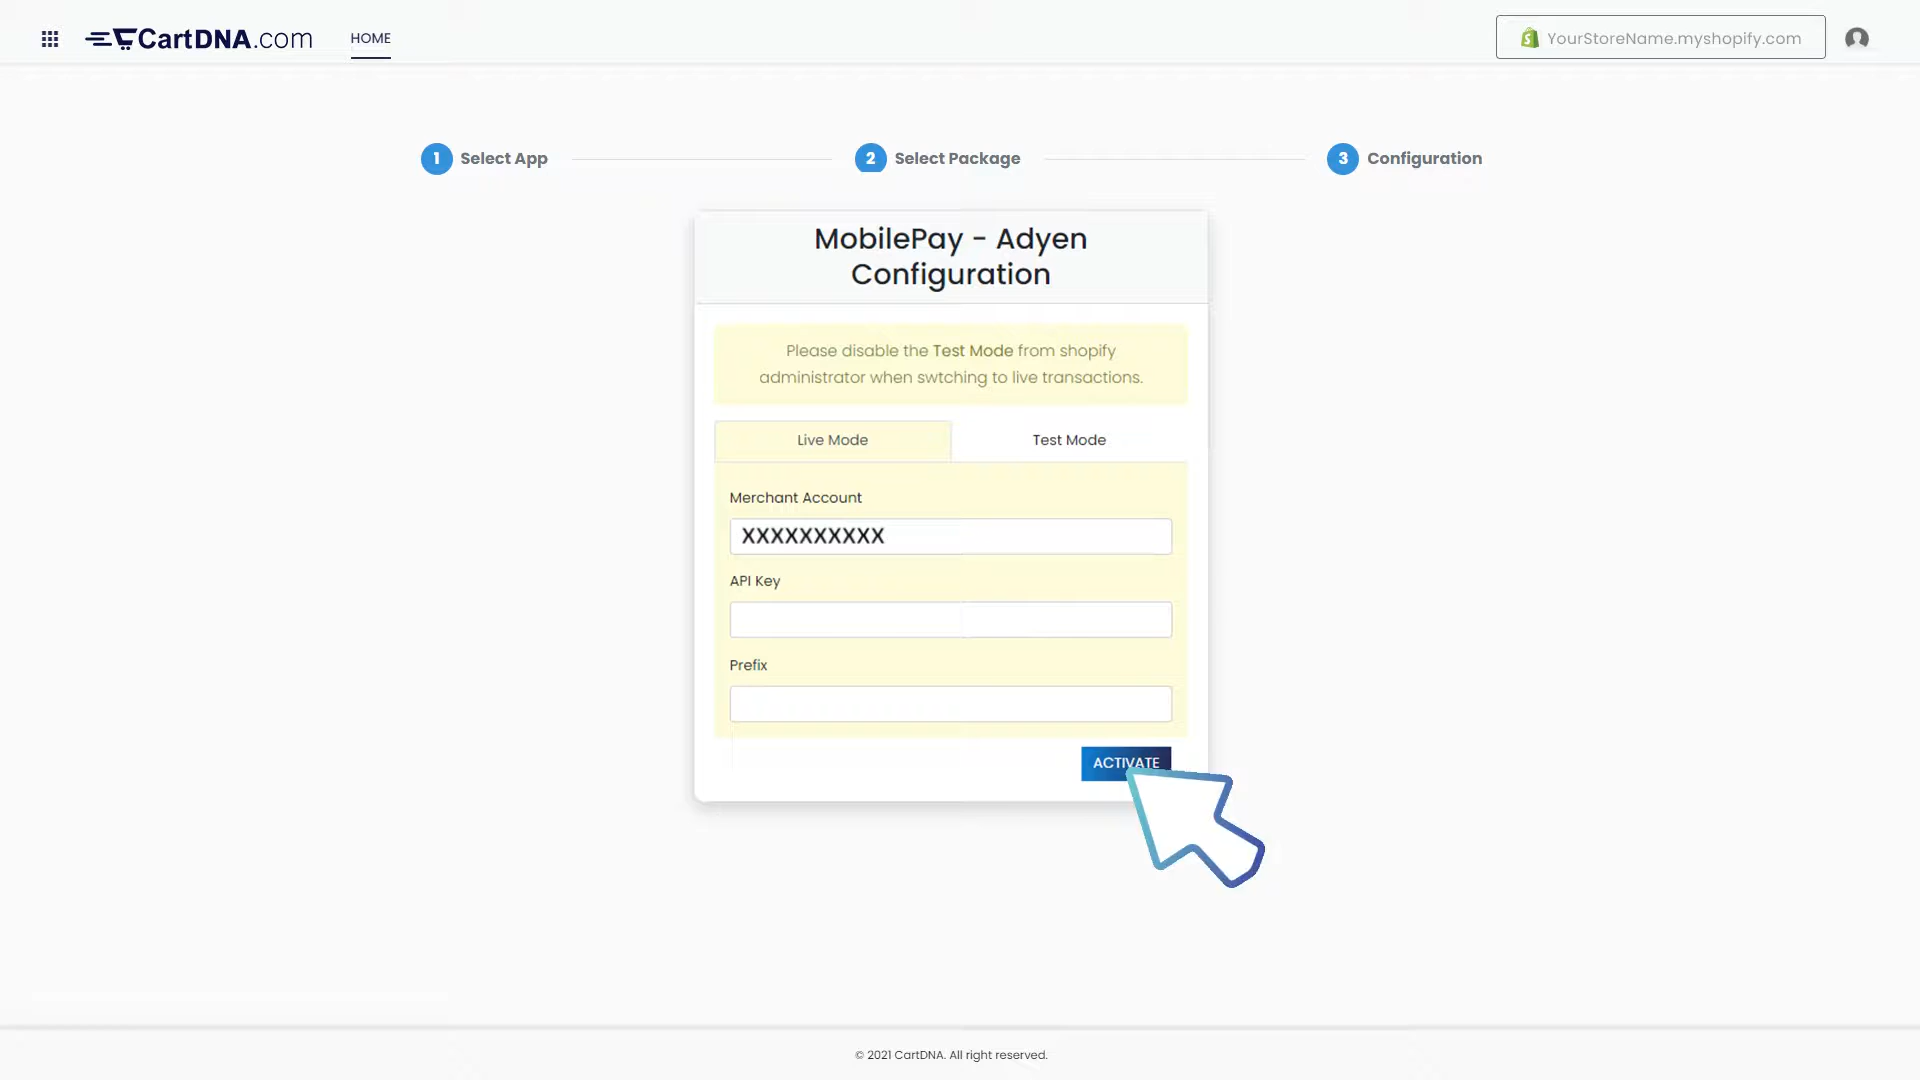 CartDNA.com
HOME
YourStoreName.myshopify.com
1 Select App
2 Select Package
3 Configuration
MobilePay - Adyen
Configuration
Please disable the Test Mode from shopify
administrator when swtching to live transactions.
Live Mode
Test Mode
Merchant Account
XXXXXXXXXX
API Key
Prefix
ACTIVATE
© 2021 CartDNA. All right reserved.